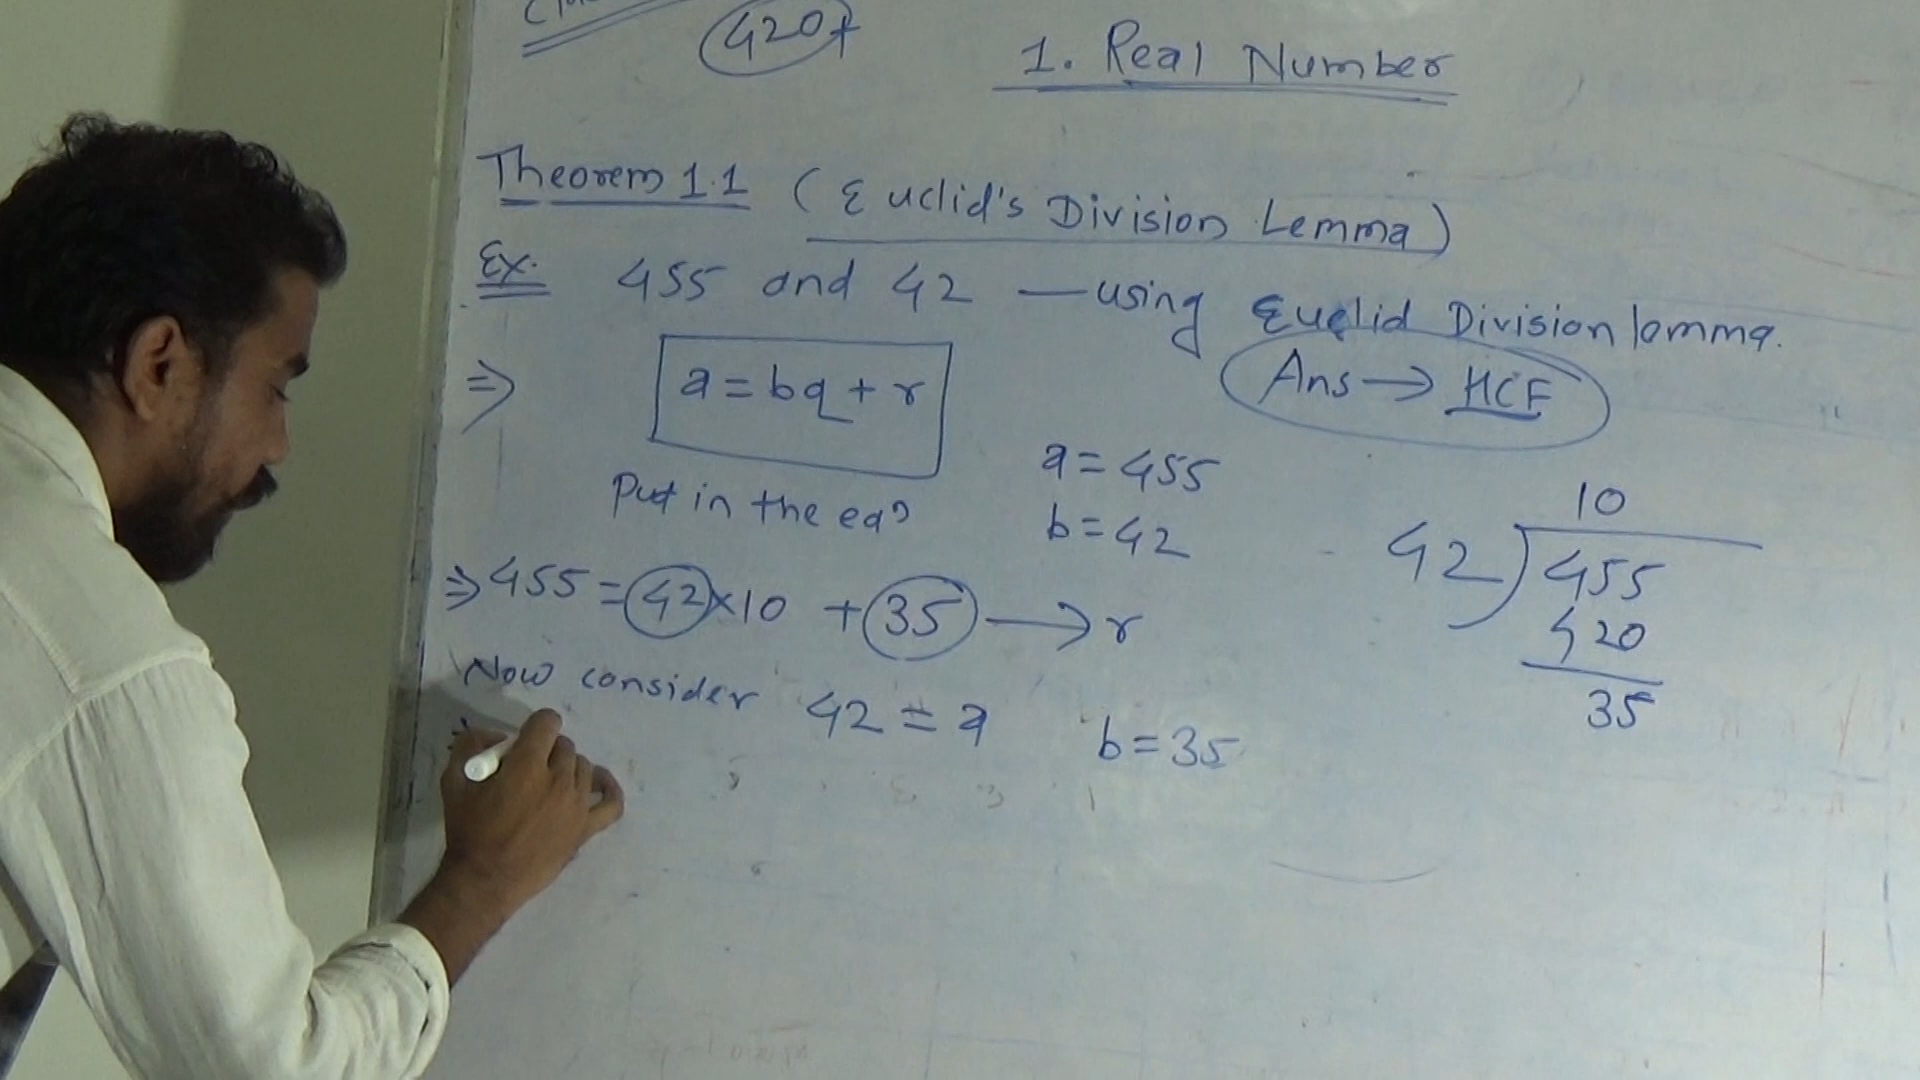 420+
1. Real Number
Theorem 1.1 (Euclid's Division Lemma)
Ex. 455 and 42 — using Euclid Division lemma.
⇒ a = bq + r
Ans → HCF
Put in the eqn
a = 455
b = 42
⇒ 455 = 42 × 10 + 35 → r
Now consider 42 = a b = 35
10
42 ) 455
420
35